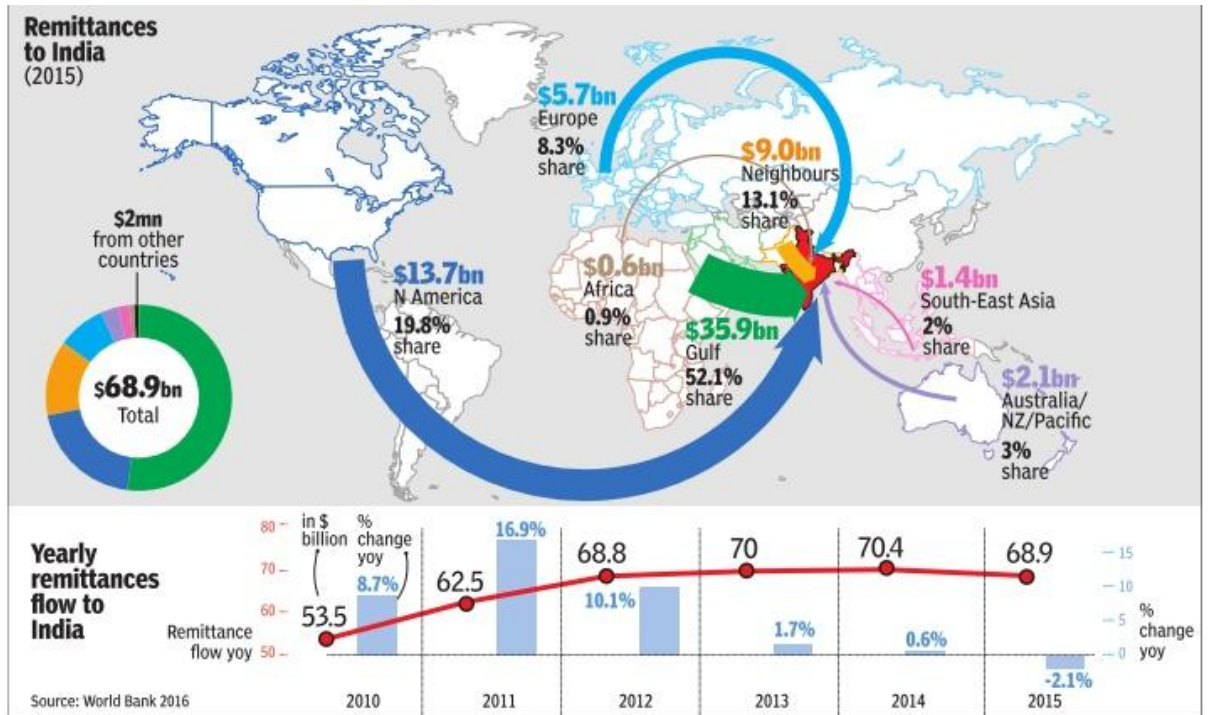 Remittances
to India
(2015)
$5.7bn
Europe
8.3%
share
$9.0bn
Neighbours
13.1%
share
$2mn
from other
countries
$13.7bn
N America
19.8%
share
$0.6bn
Africa
0.9%
share
$35.9bn
Gulf
52.1%
share
$1.4bn
South-East Asia
2%
share
$2.1bn
Australia/
NZ/Pacific
3%
share
$68.9bn
Total
Yearly
remittances
flow to
India
Remittance
flow yoy
80
70
60
50
in $
billion
%
change
yoy
53.5
8.7%
62.5
16.9%
68.8
10.1%
70
1.7%
70.4
0.6%
68.9
-2.1%
15
10
5
0
%
change
yoy
Source: World Bank 2016
2010
2011
2012
2013
2014
2015